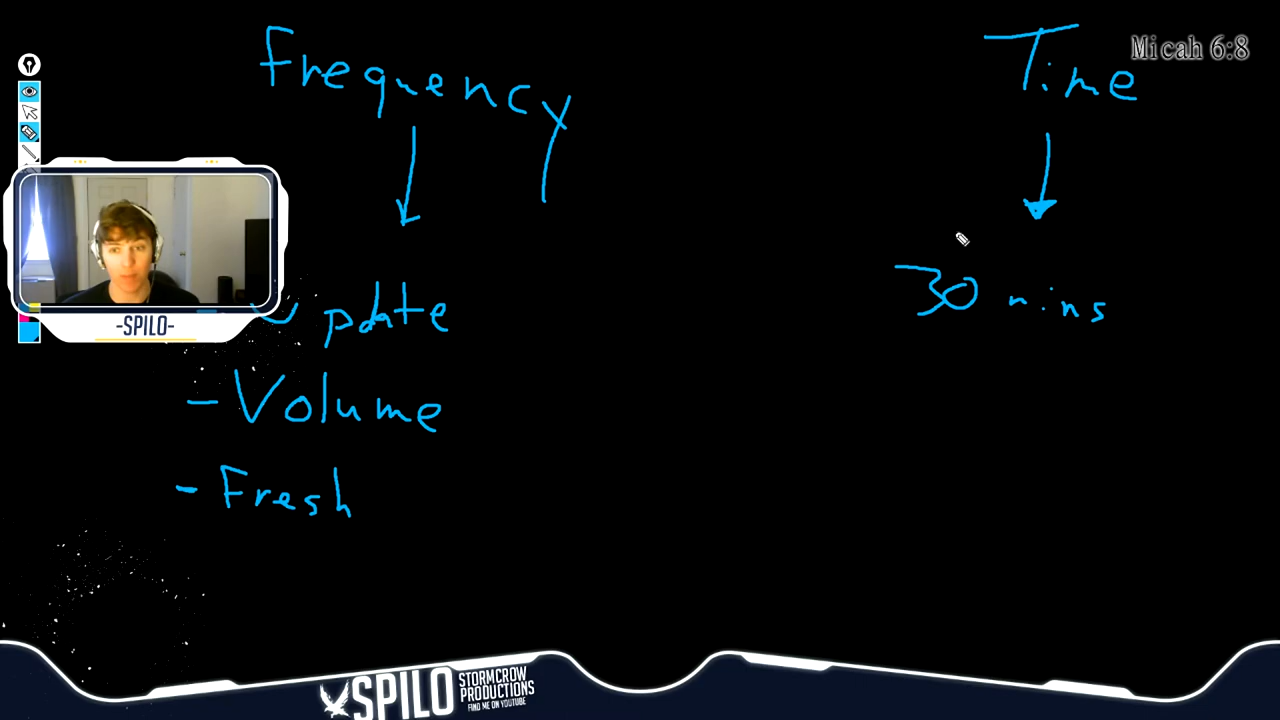 Frequency
Time
Micah 6:8
Update
30 mins
- Volume
- Fresh
-SPILO-
SPILO
STORMCROW
PRODUCTIONS
FIND ME ON YOUTUBE